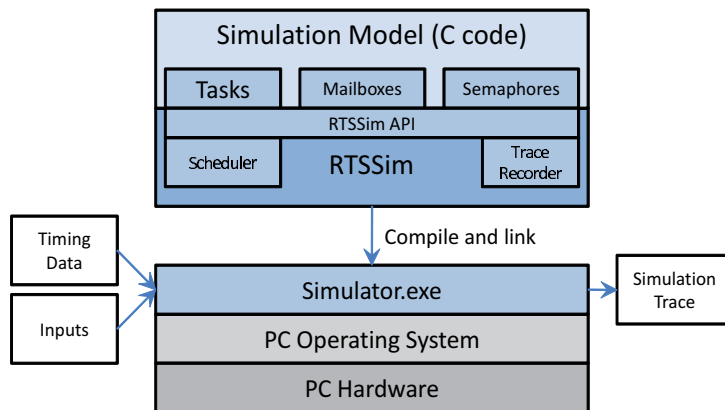 Simulation Model (C code)
Tasks
Mailboxes
Semaphores
RTSSim API
Scheduler
RTSSim
Trace
Recorder
Compile and link
Timing
Data
Inputs
Simulator.exe
Simulation
Trace
PC Operating System
PC Hardware